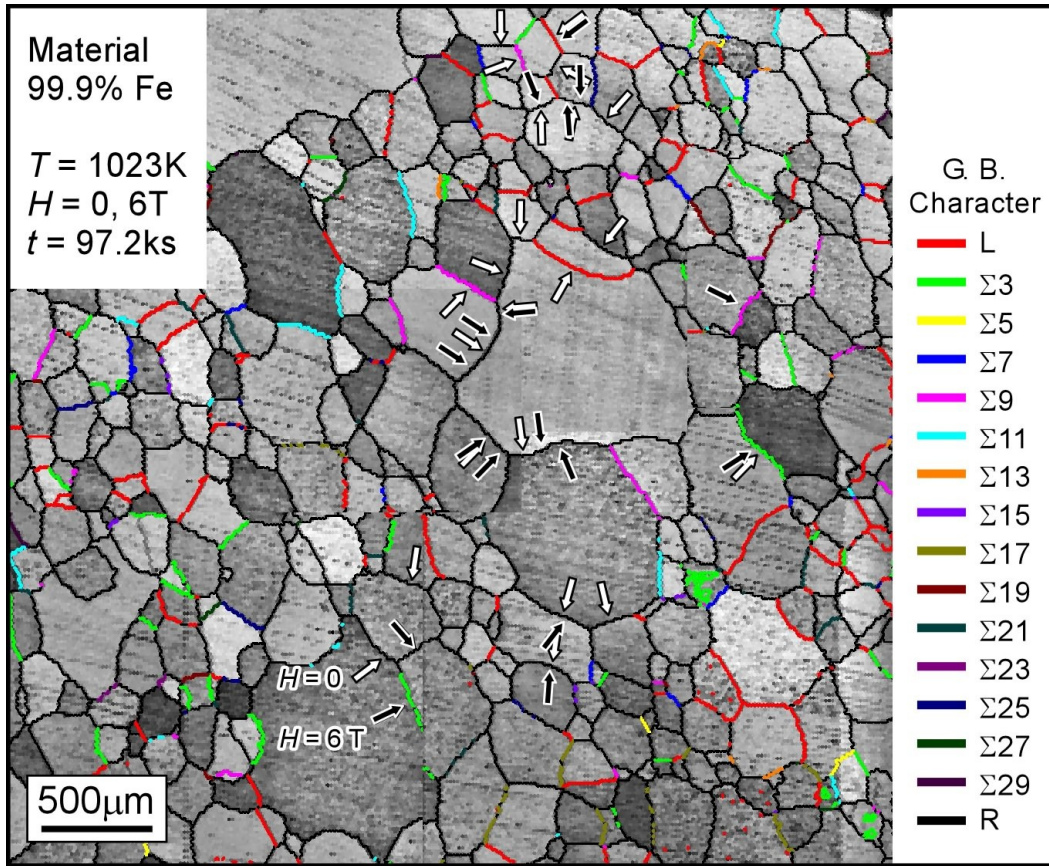 Material
99.9% Fe
T = 1023K
H = 0, 6T
t = 97.2ks
H = 0
H = 6 T
500μm
G. B.
Character
L
Σ3
Σ5
Σ7
Σ9
Σ11
Σ13
Σ15
Σ17
Σ19
Σ21
Σ23
Σ25
Σ27
Σ29
R